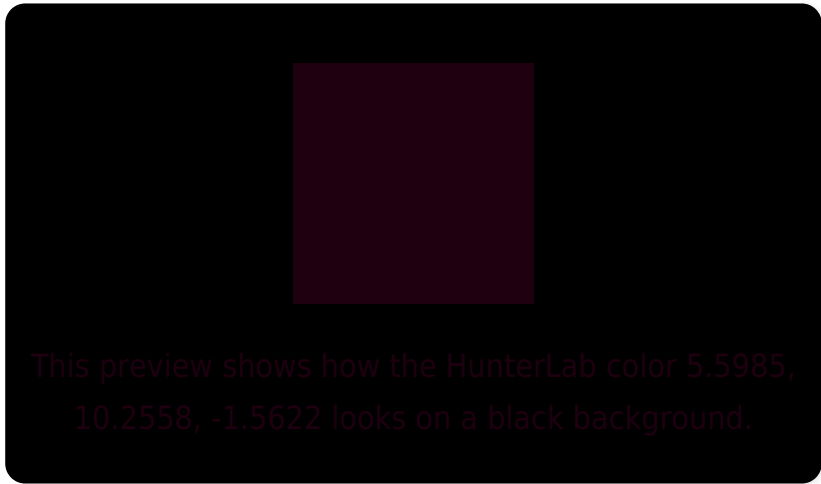 This preview shows how the HunterLab color 5.5985,
10.2558, -1.5622 looks on a black background.